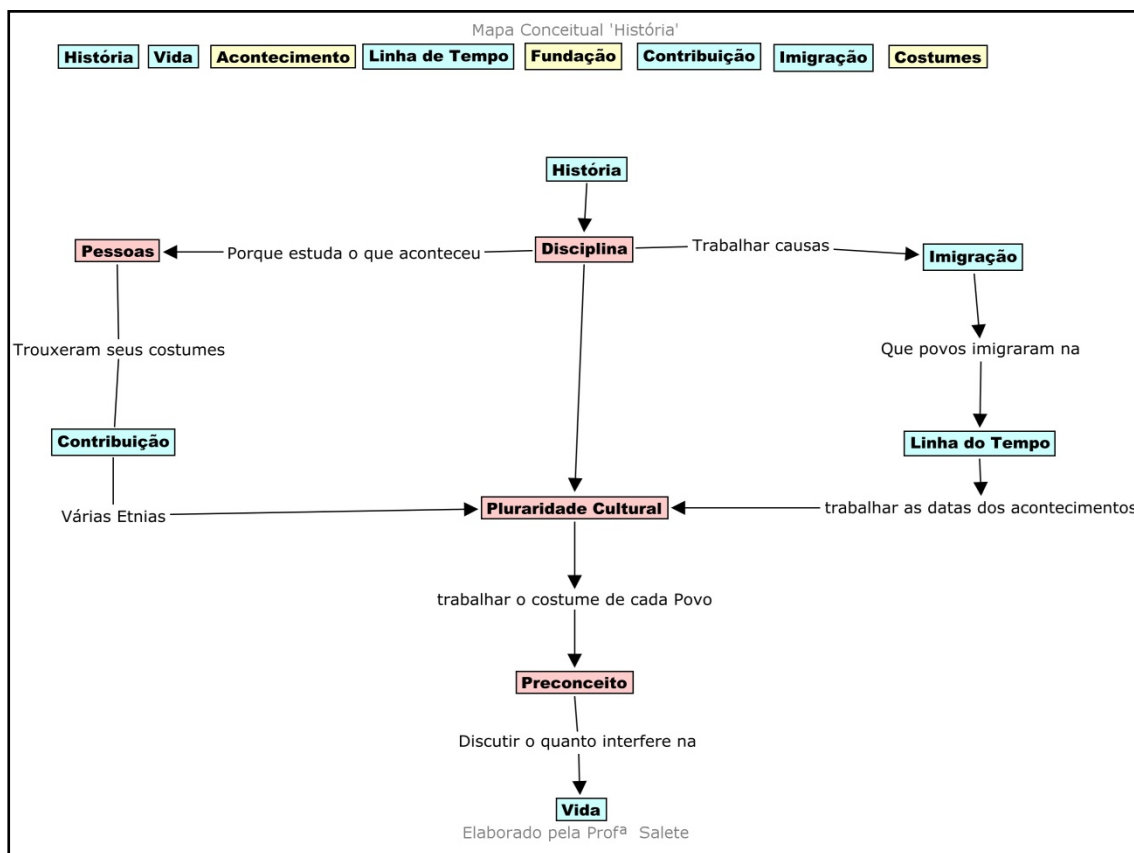 Mapa Conceitual 'História'
História Vida Acontecimento Linha de Tempo Fundação Contribuição Imigração Costumes
História
Pessoas Porque estuda o que aconteceu Disciplina Trabalhar causas Imigração
Trouxeram seus costumes Que povos imigraram na
Contribuição Linha do Tempo
Várias Etnias Pluraridade Cultural trabalhar as datas dos acontecimentos
trabalhar o costume de cada Povo
Preconceito
Discutir o quanto interfere na
Vida
Elaborado pela Profª Salete